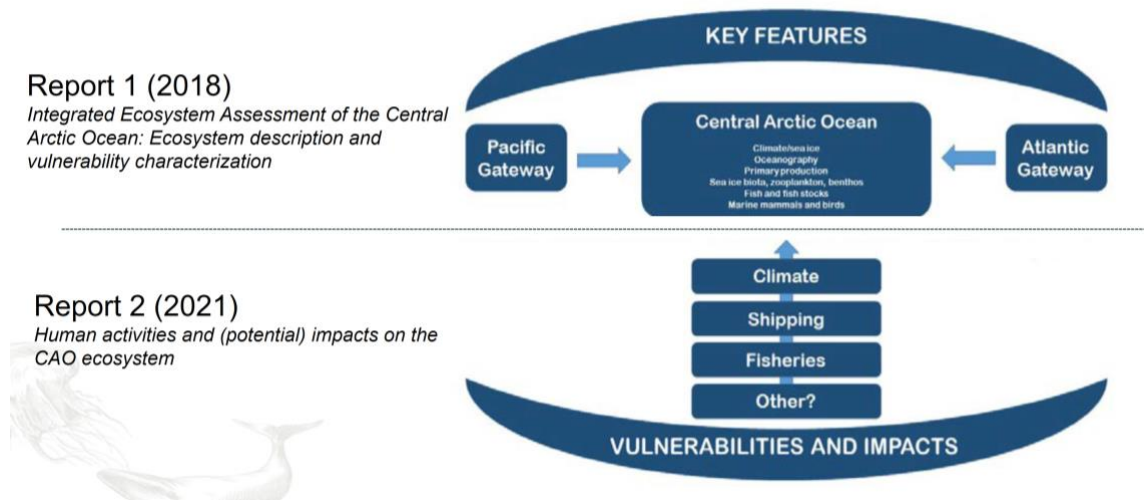 KEY FEATURES
Report 1 (2018)
Integrated Ecosystem Assessment of the Central
Arctic Ocean: Ecosystem description and
vulnerability characterization
Pacific
Gateway
Central Arctic Ocean
Climate/sea ice
Oceanography
Primary production
Sea ice biota, zooplankton, benthos
Fish and fish stocks
Marine mammals and birds
Atlantic
Gateway
Report 2 (2021)
Human activities and (potential) impacts on the
CAO ecosystem
Climate
Shipping
Fisheries
Other?
VULNERABILITIES AND IMPACTS